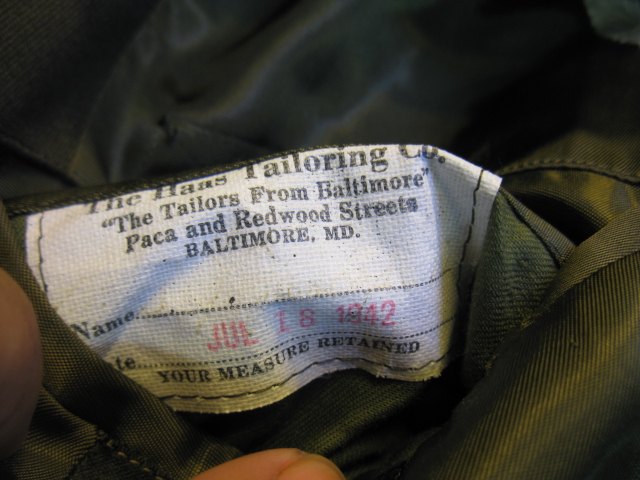 The Haas Tailoring Co.
"The Tailors From Baltimore"
Paca and Redwood Streets
BALTIMORE, MD.
Name
JUL 18 1942
te
YOUR MEASURE RETAINED